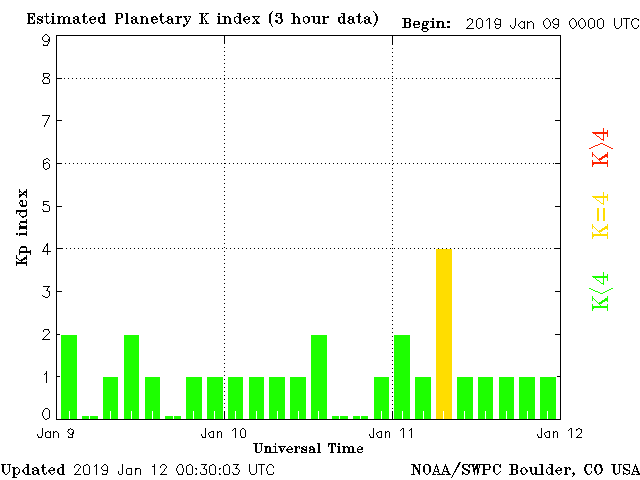 Estimated Planetary K index (3 hour data)
Begin: 2019 Jan 09 0000 UTC
9
8
7
6
5
4
3
2
1
0
Kp index
K>4
K=4
K<4
Jan 9
Jan 10
Jan 11
Jan 12
Universal Time
Updated 2019 Jan 12 00:30:03 UTC
NOAA/SWPC Boulder, CO USA